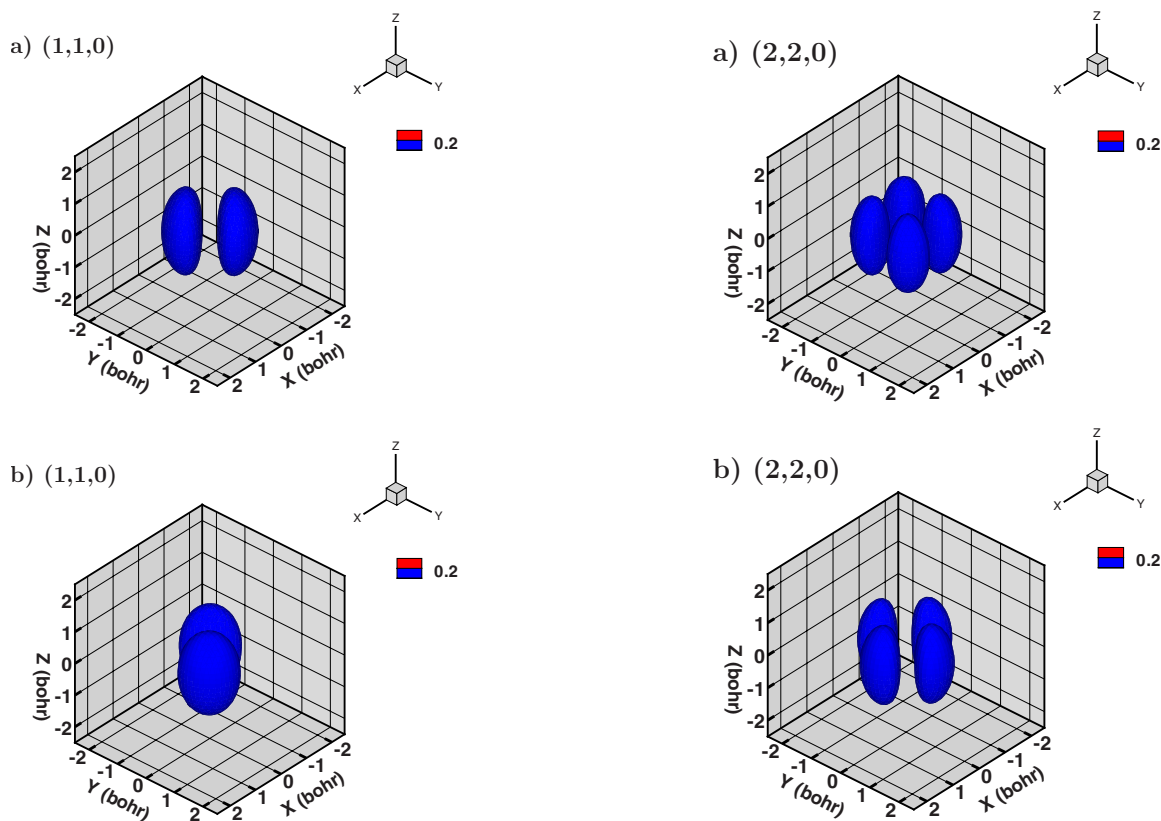 a) (1,1,0)
Z
X
Y
0.2
2
1
0
-1
-2
Z (bohr)
-2
-1
0
1
2
Y (bohr)
2
1
0
-1
-2
X (bohr)
a) (2,2,0)
Z
X
Y
0.2
2
1
0
-1
-2
Z (bohr)
-2
-1
0
1
2
Y (bohr)
2
1
0
-1
-2
X (bohr)
b) (1,1,0)
Z
X
Y
0.2
2
1
0
-1
-2
Z (bohr)
-2
-1
0
1
2
Y (bohr)
2
1
0
-1
-2
X (bohr)
b) (2,2,0)
Z
X
Y
0.2
2
1
0
-1
-2
Z (bohr)
-2
-1
0
1
2
Y (bohr)
2
1
0
-1
-2
X (bohr)